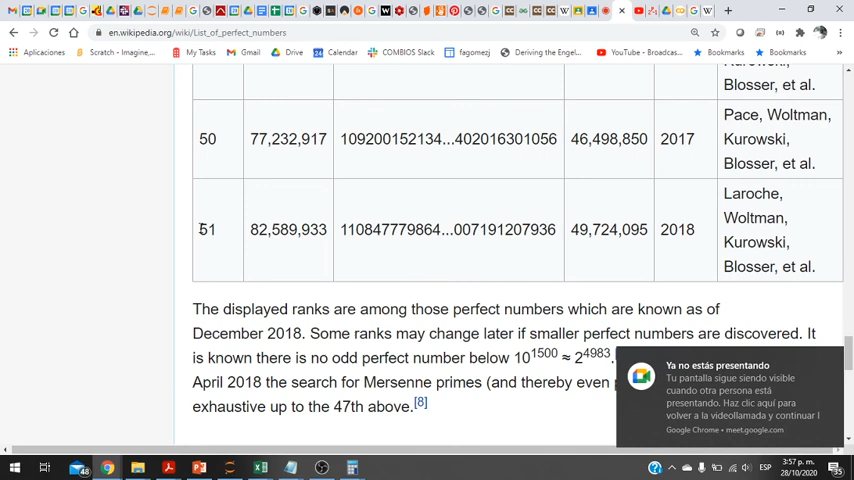 en.wikipedia.org/wiki/List_of_perfect_numbers
Aplicaciones
Scratch - Imagine,...
My Tasks
Gmail
Drive
Calendar
COMBIOS Slack
fagomezj
Deriving the Engel...
YouTube - Broadcas...
Bookmarks
Bookmarks
Blosser, et al.
50 77,232,917 109200152134...402016301056 46,498,850 2017 Pace, Woltman,
Kurowski,
Blosser, et al.
51 82,589,933 110847779864...007191207936 49,724,095 2018 Laroche,
Woltman,
Kurowski,
Blosser, et al.
The displayed ranks are among those perfect numbers which are known as of
December 2018. Some ranks may change later if smaller perfect numbers are discovered. It
is known there is no odd perfect number below 10^1500 ≈ 2^4983.
April 2018 the search for Mersenne primes (and thereby even
exhaustive up to the 47th above.[8]
Ya no estás presentando
Tu pantalla sigue siendo visible
cuando otra persona está
presentando. Haz clic aquí para
volver a la videollamada y continuar l
Google Chrome • meet.google.com
48
ESP
3:57 p. m.
28/10/2020
35